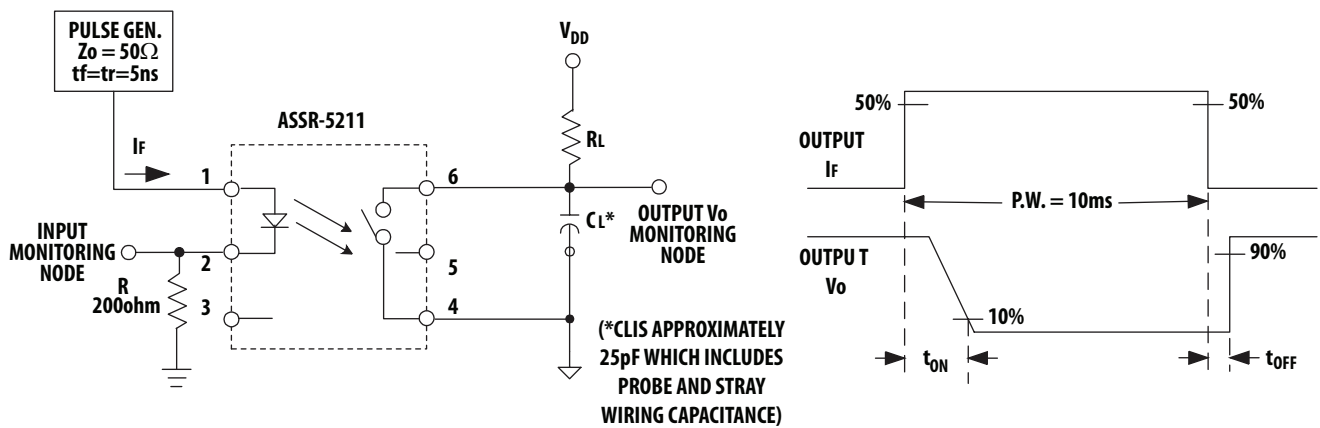 PULSE GEN.
Zo = 50Ω
tf=tr=5ns
VDD
ASSR-5211
RL
IF
1
6
INPUT
MONITORING
NODE
2
CL*
OUTPUT Vo
MONITORING
NODE
R
200ohm
3
5
4
(*CLIS APPROXIMATELY
25pF WHICH INCLUDES
PROBE AND STRAY
WIRING CAPACITANCE)
50%
50%
OUTPUT
IF
P.W. = 10ms
OUTPU T
Vo
90%
10%
tON
tOFF